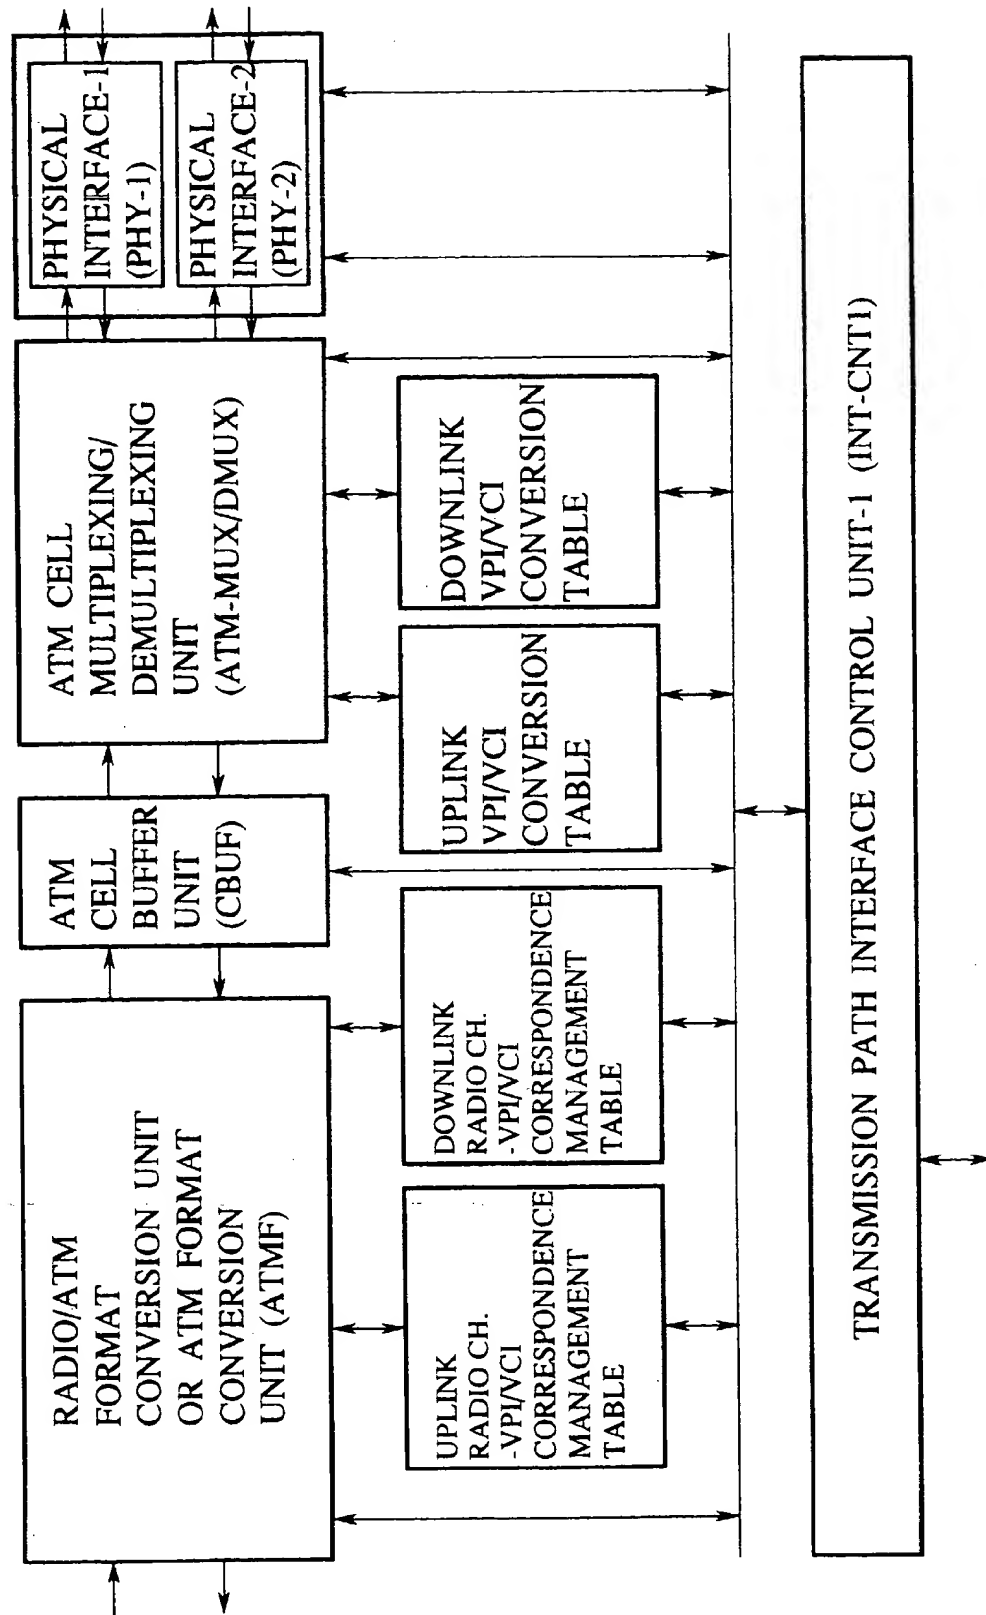 RADIO/ATM
FORMAT
CONVERSION UNIT
OR ATM FORMAT
CONVERSION
UNIT (ATMF)
ATM
CELL
BUFFER
UNIT
(CBUF)
ATM CELL
MULTIPLEXING/
DEMULTIPLEXING
UNIT
(ATM-MUX/DMUX)
PHYSICAL
INTERFACE-1
(PHY-1)
PHYSICAL
INTERFACE-2
(PHY-2)
UPLINK
RADIO CH.
-VPI/VCI
CORRESPONDENCE
MANAGEMENT
TABLE
DOWNLINK
RADIO CH.
-VPI/VCI
CORRESPONDENCE
MANAGEMENT
TABLE
UPLINK
VPI/VCI
CONVERSION
TABLE
DOWNLINK
VPI/VCI
CONVERSION
TABLE
TRANSMISSION PATH INTERFACE CONTROL UNIT-1 (INT-CNT1)